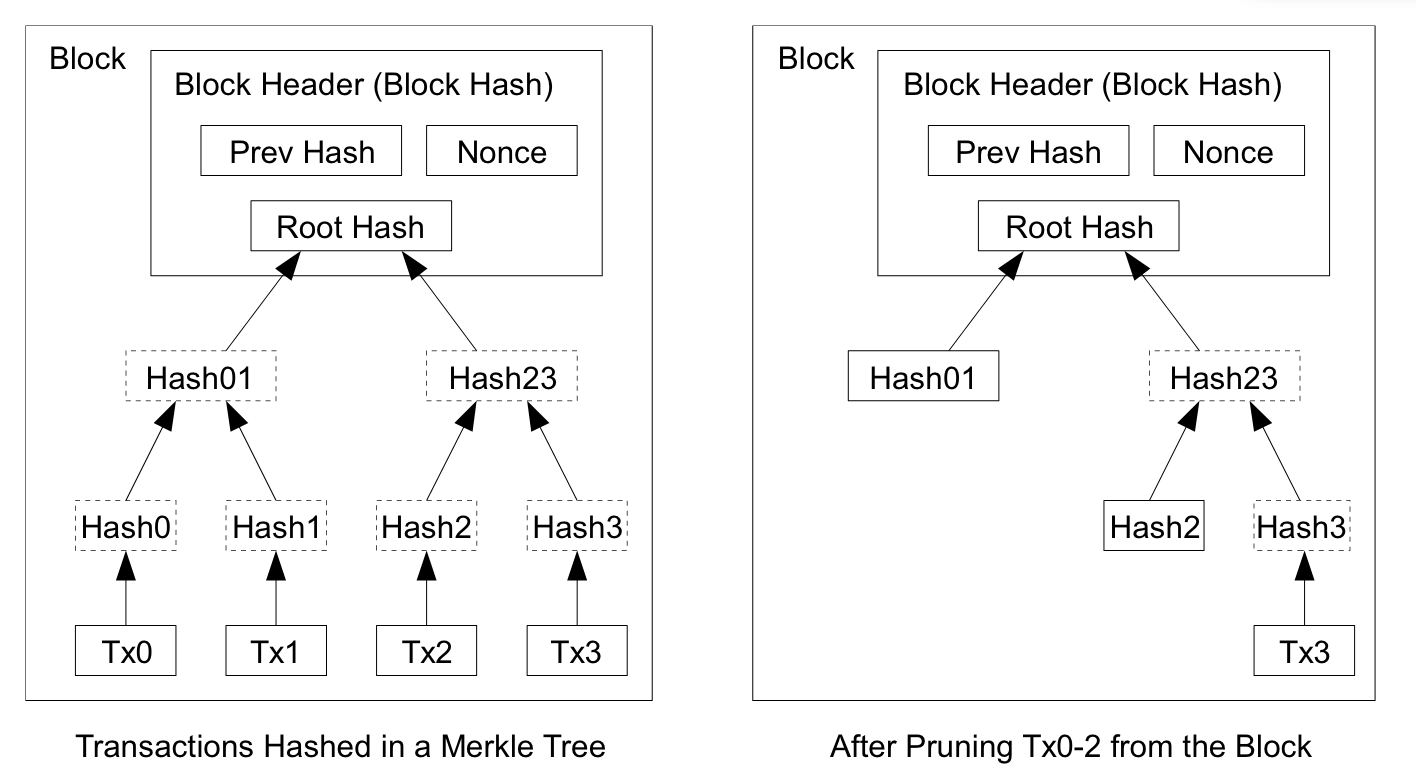 Block
Block Header (Block Hash)
Prev Hash
Nonce
Root Hash
Hash01
Hash23
Hash0
Hash1
Hash2
Hash3
Tx0
Tx1
Tx2
Tx3
Transactions Hashed in a Merkle Tree
Block
Block Header (Block Hash)
Prev Hash
Nonce
Root Hash
Hash01
Hash23
Hash2
Hash3
Tx3
After Pruning Tx0-2 from the Block